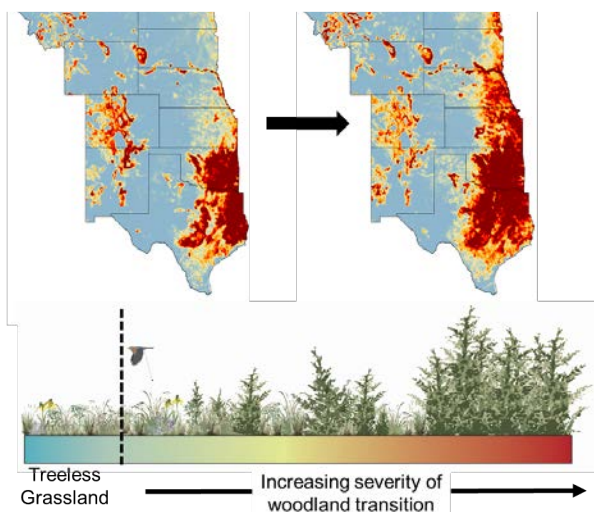 Treeless
Grassland
Increasing severity of
woodland transition